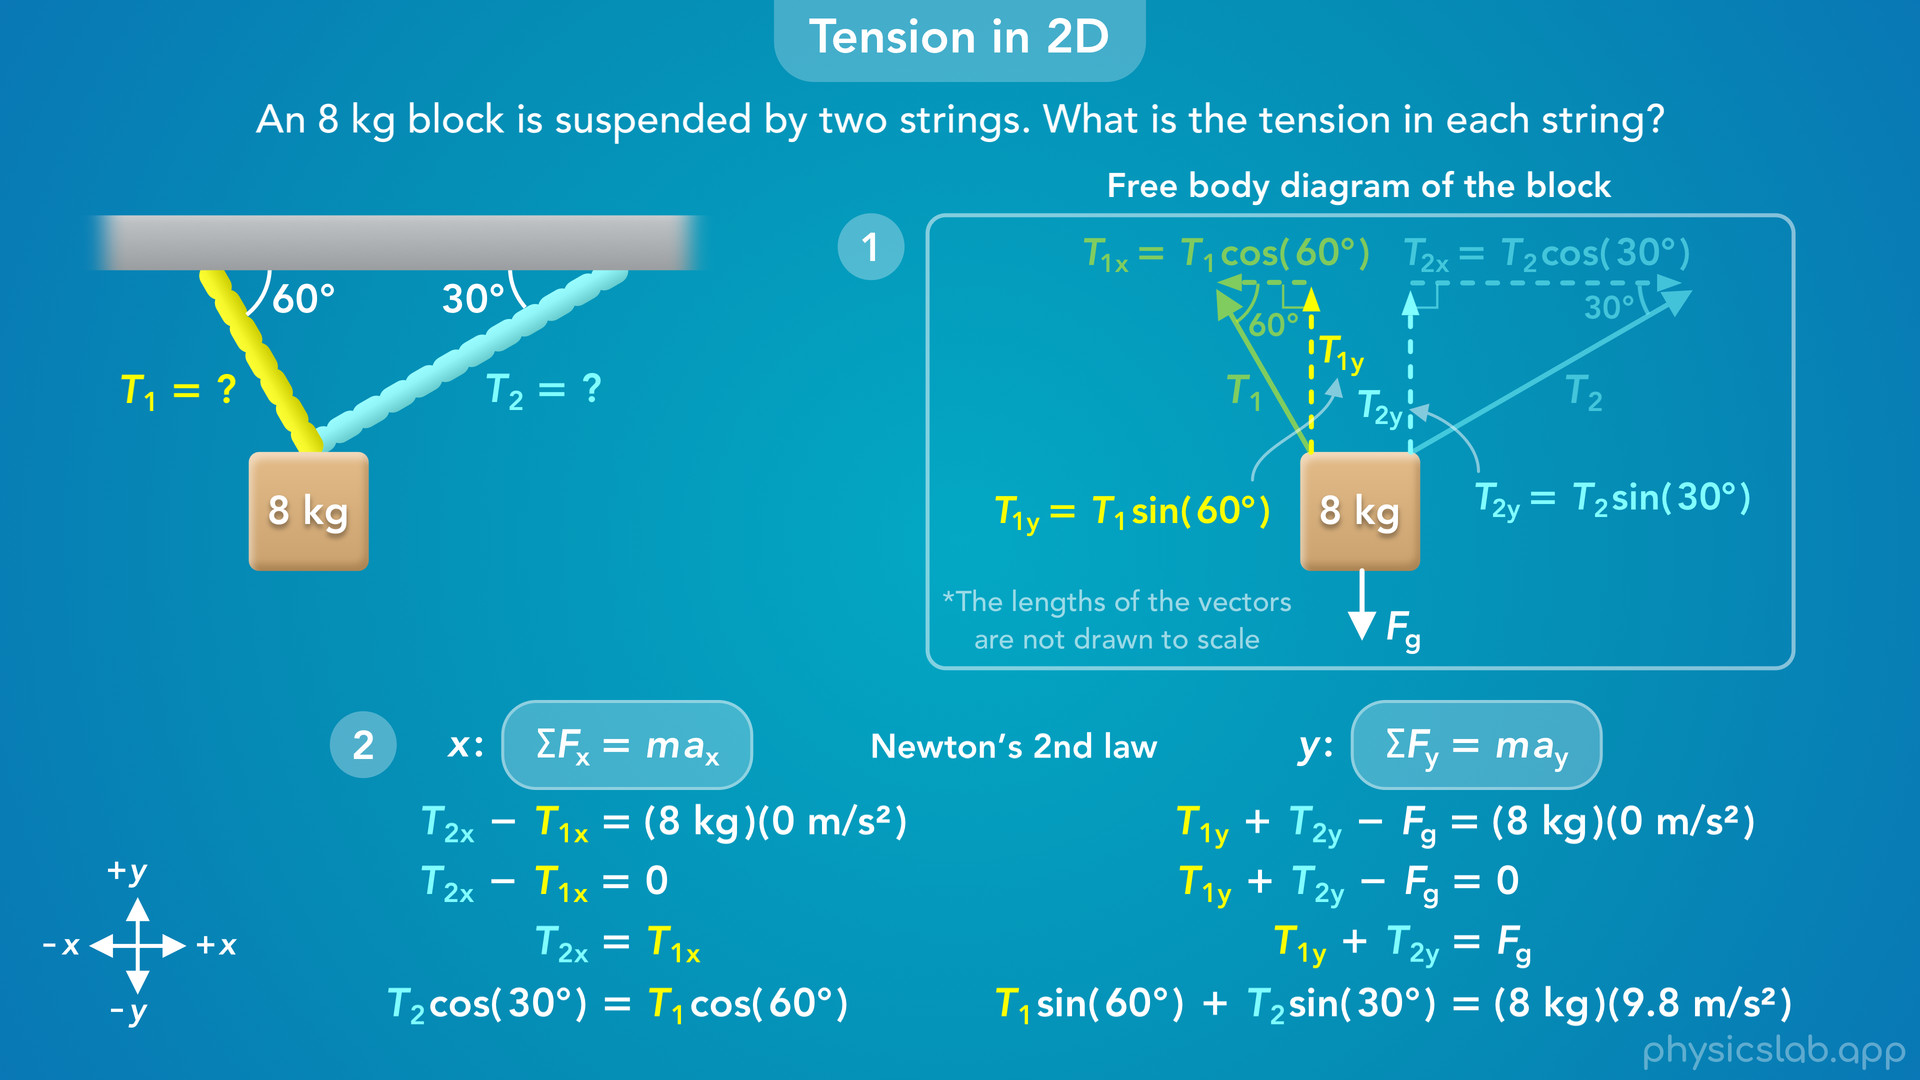 Tension in 2D
An 8 kg block is suspended by two strings. What is the tension in each string?
60°
30°
T₁ = ?
T₂ = ?
8 kg
1
Free body diagram of the block
T₁ₓ = T₁cos(60°)
T₂ₓ = T₂cos(30°)
60°
30°
T₁y
T₁
T₂y
T₂
T₁y = T₁sin(60°)
8 kg
T₂y = T₂sin(30°)
*The lengths of the vectors
are not drawn to scale
Fg
2
x: ΣFₓ = maₓ
Newton’s 2nd law
y: ΣFy = may
T₂ₓ − T₁ₓ = (8 kg)(0 m/s²)
T₂ₓ − T₁ₓ = 0
T₂ₓ = T₁ₓ
T₂cos(30°) = T₁cos(60°)
T₁y + T₂y − Fg = (8 kg)(0 m/s²)
T₁y + T₂y − Fg = 0
T₁y + T₂y = Fg
T₁sin(60°) + T₂sin(30°) = (8 kg)(9.8 m/s²)
+y
−x
+x
−y
physicslab.app